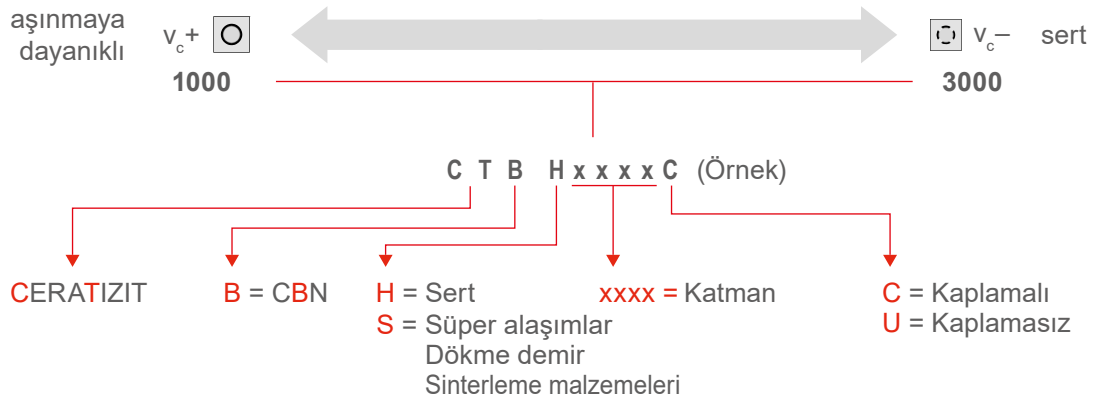 aşınmaya
dayanıklı
vc+
vc–
sert
1000
3000
C T B H x x x x C (Örnek)
CERATIZIT
B = CBN
H = Sert
S = Süper alaşımlar
Dökme demir
Sinterleme malzemeleri
xxxx = Katman
C = Kaplamalı
U = Kaplamasız